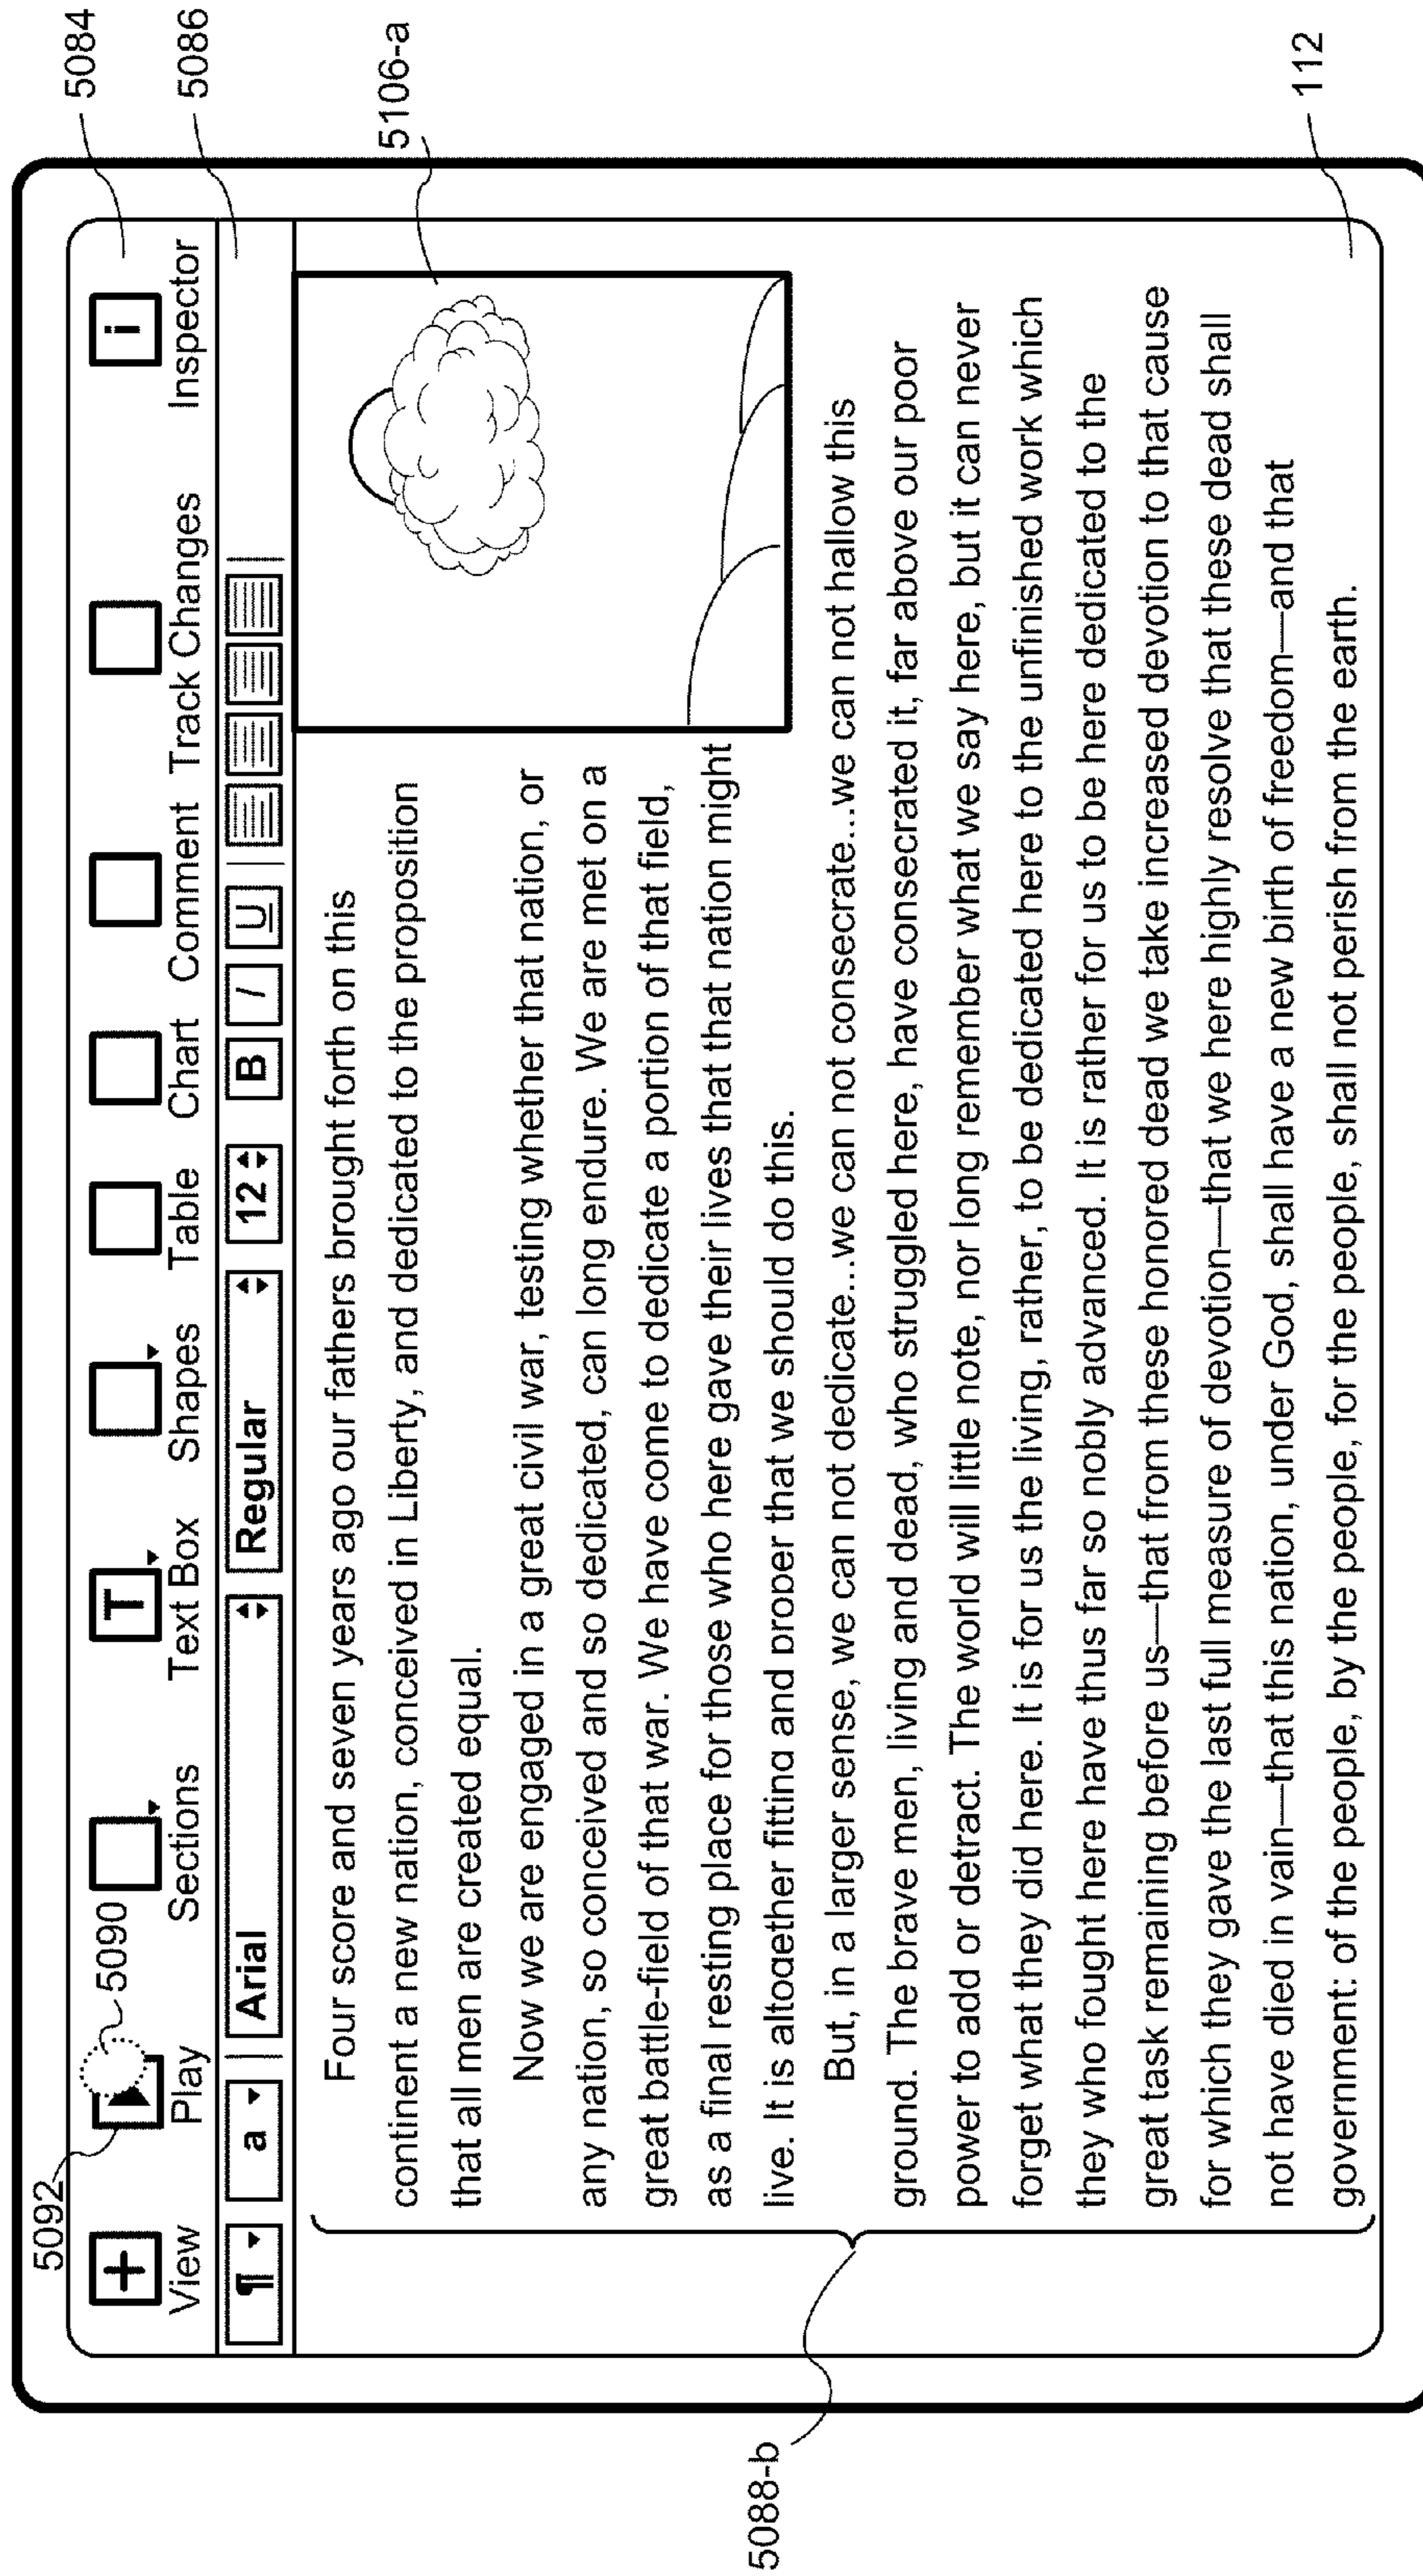 5092
5090
5084
5086
5106-a
5088-b
112
+
T
i
View Play Sections Text Box Shapes Table Chart Comment Track Changes Inspector
¶ a Arial Regular 12 B I U
Four score and seven years ago our fathers brought forth on this
continent a new nation, conceived in Liberty, and dedicated to the proposition
that all men are created equal.
Now we are engaged in a great civil war, testing whether that nation, or
any nation, so conceived and so dedicated, can long endure. We are met on a
great battle-field of that war. We have come to dedicate a portion of that field,
as a final resting place for those who here gave their lives that that nation might
live. It is altogether fitting and proper that we should do this.
But, in a larger sense, we can not dedicate...we can not consecrate...we can not hallow this
ground. The brave men, living and dead, who struggled here, have consecrated it, far above our poor
power to add or detract. The world will little note, nor long remember what we say here, but it can never
forget what they did here. It is for us the living, rather, to be dedicated here to the unfinished work which
they who fought here have thus far so nobly advanced. It is rather for us to be here dedicated to the
great task remaining before us—that from these honored dead we take increased devotion to that cause
for which they gave the last full measure of devotion—that we here highly resolve that these dead shall
not have died in vain—that this nation, under God, shall have a new birth of freedom—and that
government: of the people, by the people, for the people, shall not perish from the earth.